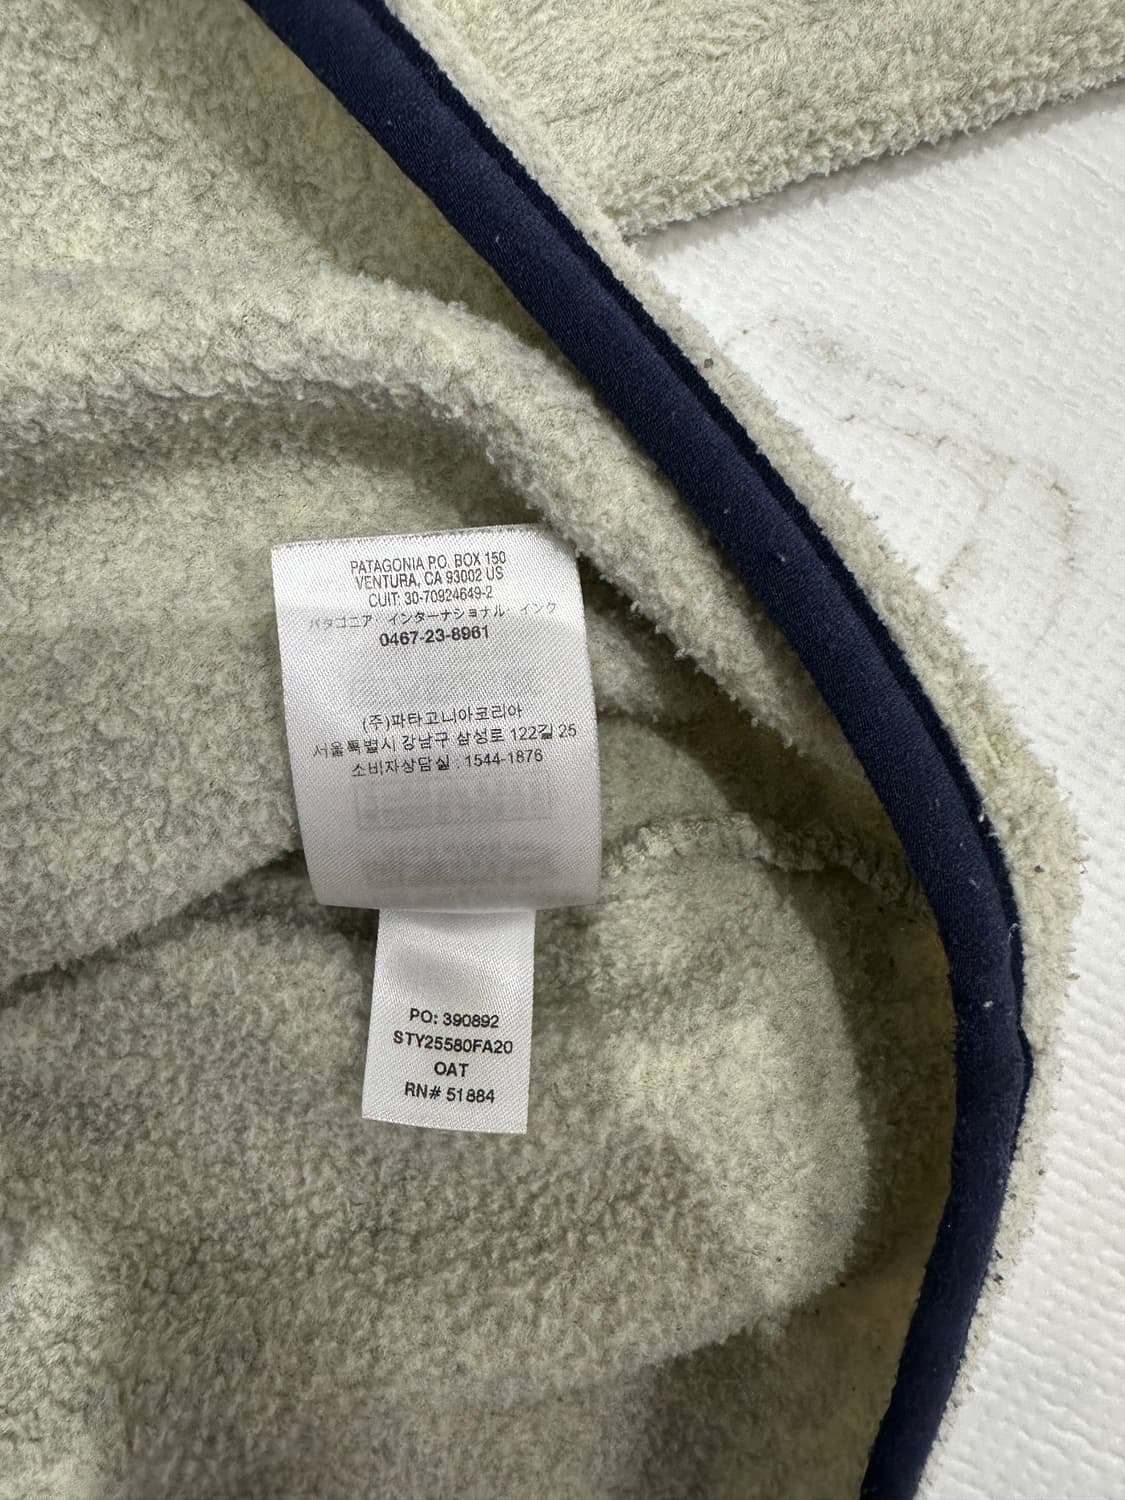 PATAGONIA P.O. BOX 150
VENTURA, CA 93002 US
CUIT: 30-70924649-2
パタゴニア・インターナショナル・インク
0467-23-8961
(주)파타고니아코리아
서울특별시 강남구 삼성로 122길 25
소비자상담실 : 1544-1876
PO: 390892
STY25580FA20
OAT
RN# 51884